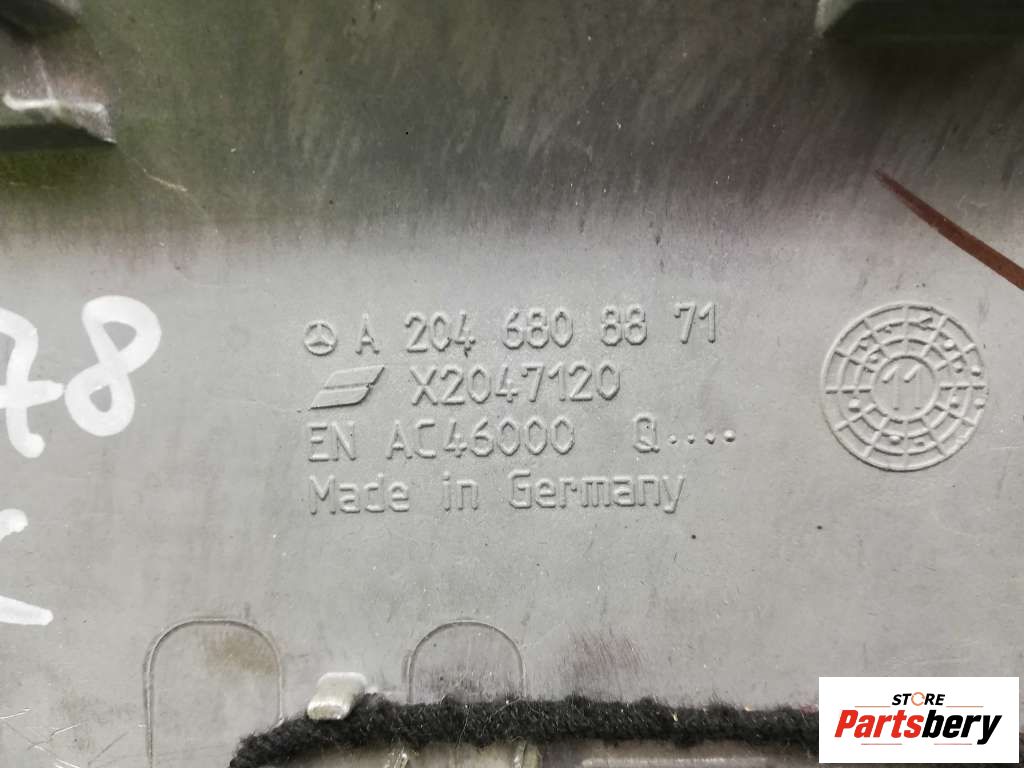 A 204 680 88 71
X2047120
EN AC46000 Q....
Made in Germany
11
78
STORE
Partsbery